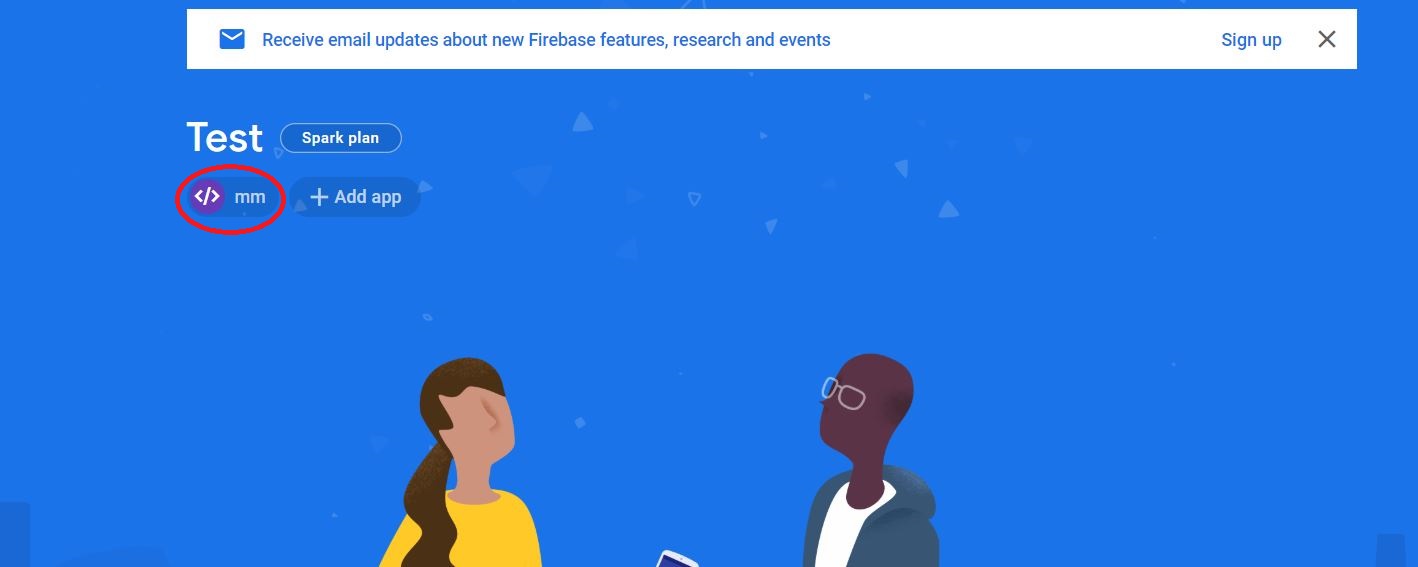 Receive email updates about new Firebase features, research and events Sign up
Test Spark plan
</> mm + Add app